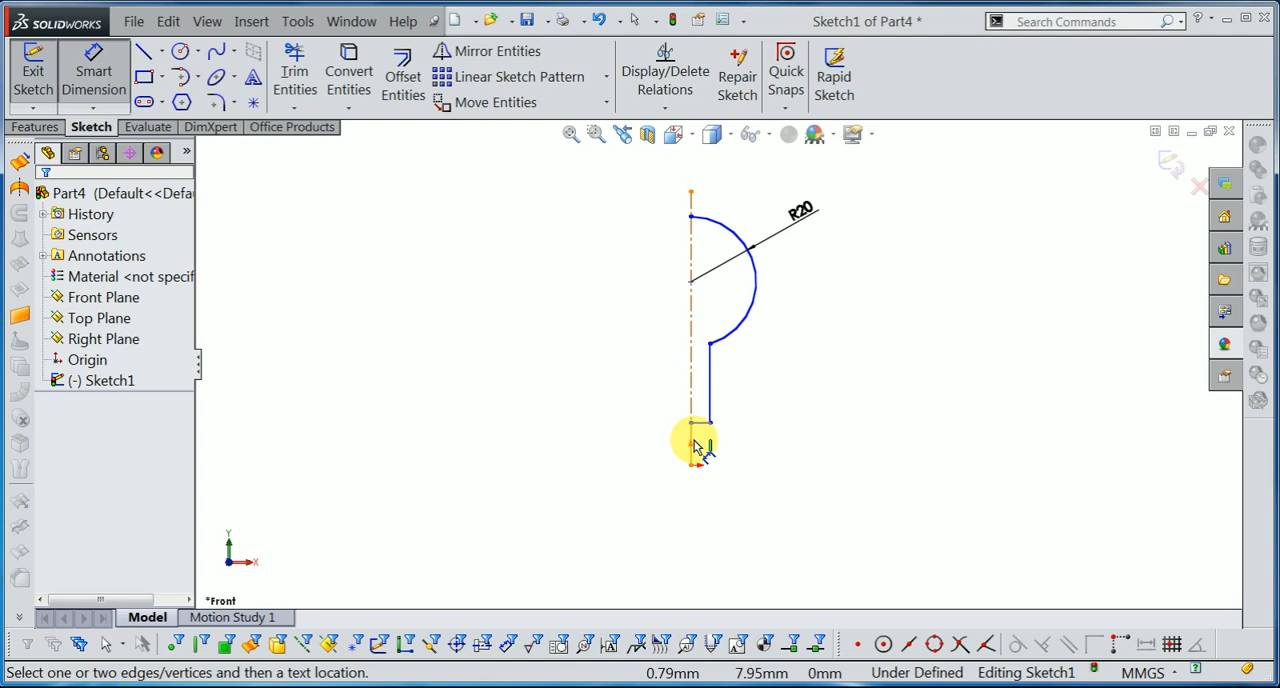 SOLIDWORKS
File Edit View Insert Tools Window Help
Sketch1 of Part4 *
Search Commands
Exit Sketch
Smart Dimension
Trim Entities
Convert Entities
Offset Entities
Mirror Entities
Linear Sketch Pattern
Move Entities
Display/Delete Relations
Repair Sketch
Quick Snaps
Rapid Sketch
Features Sketch Evaluate DimXpert Office Products
Part4 (Default<<Defau
History
Sensors
Annotations
Material <not specif
Front Plane
Top Plane
Right Plane
Origin
(-) Sketch1
R20
Y
X
*Front
Model Motion Study 1
Select one or two edges/vertices and then a text location.
0.79mm 7.95mm 0mm Under Defined Editing Sketch1 MMGS